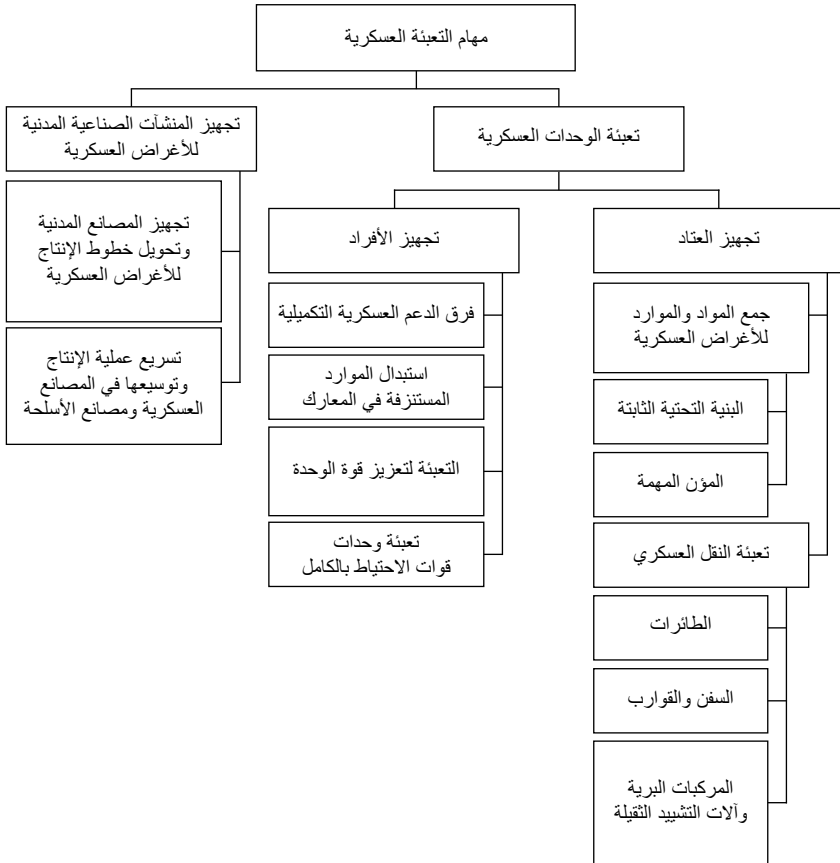 مهام التعبئة العسكرية
تعبئة الوحدات العسكرية
تجهيز المنشآت الصناعية المدنية
للأغراض العسكرية
تجهيز العتاد
جمع المواد والموارد
للأغراض العسكرية
البنية التحتية الثابتة
المؤن المهمة
تعبئة النقل العسكري
الطائرات
السفن والقوارب
المركبات البرية
وآلات التشييد الثقيلة
تجهيز الأفراد
فرق الدعم العسكرية التكميلية
استبدال الموارد
المستنزفة في المعارك
التعبئة لتعزيز قوة الوحدة
تعبئة وحدات
قوات الاحتياط بالكامل
تجهيز المصانع المدنية
وتحويل خطوط الإنتاج
للأغراض العسكرية
تسريع عملية الإنتاج
وتوسيعها في المصانع
العسكرية ومصانع الأسلحة